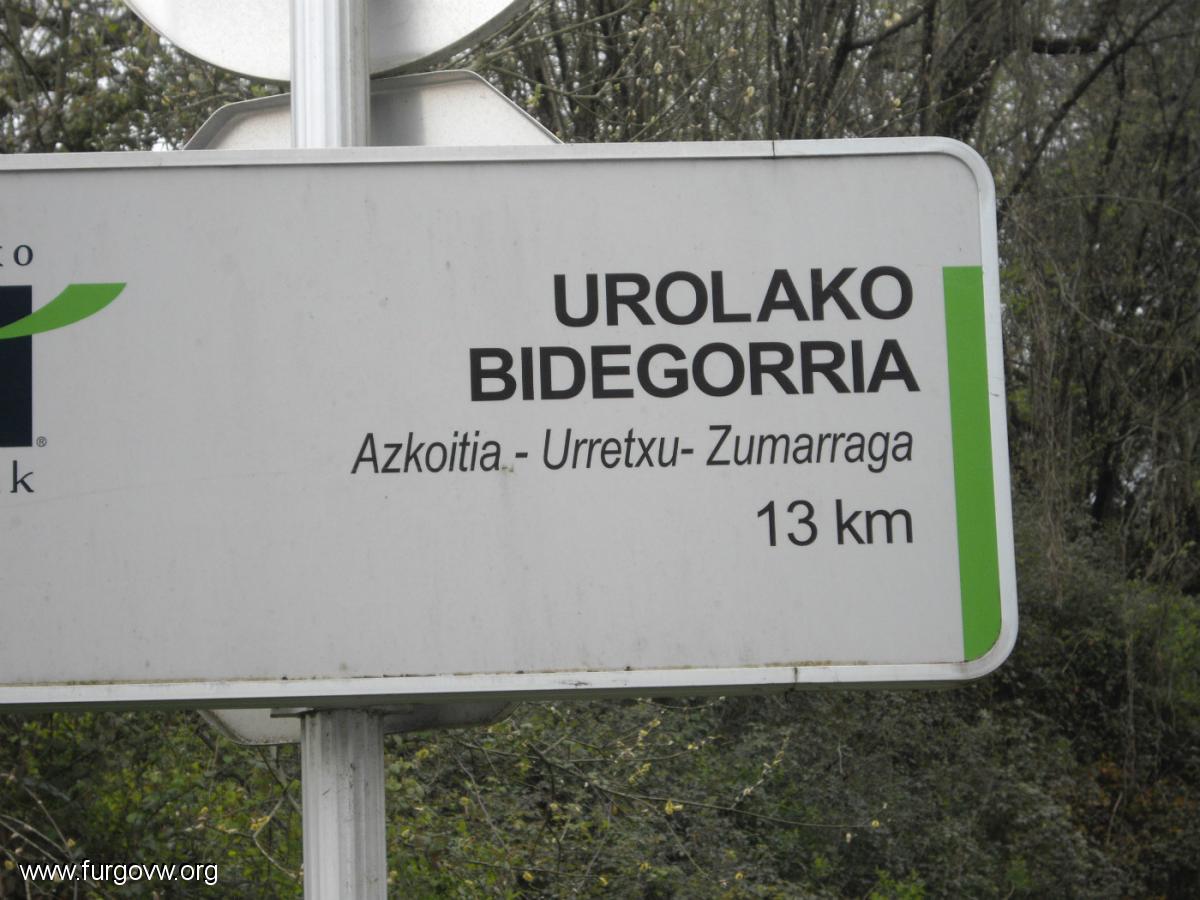 UROLAKO
BIDEGORRIA
Azkoitia - Urretxu- Zumarraga
13 km
®
www.furgovw.org